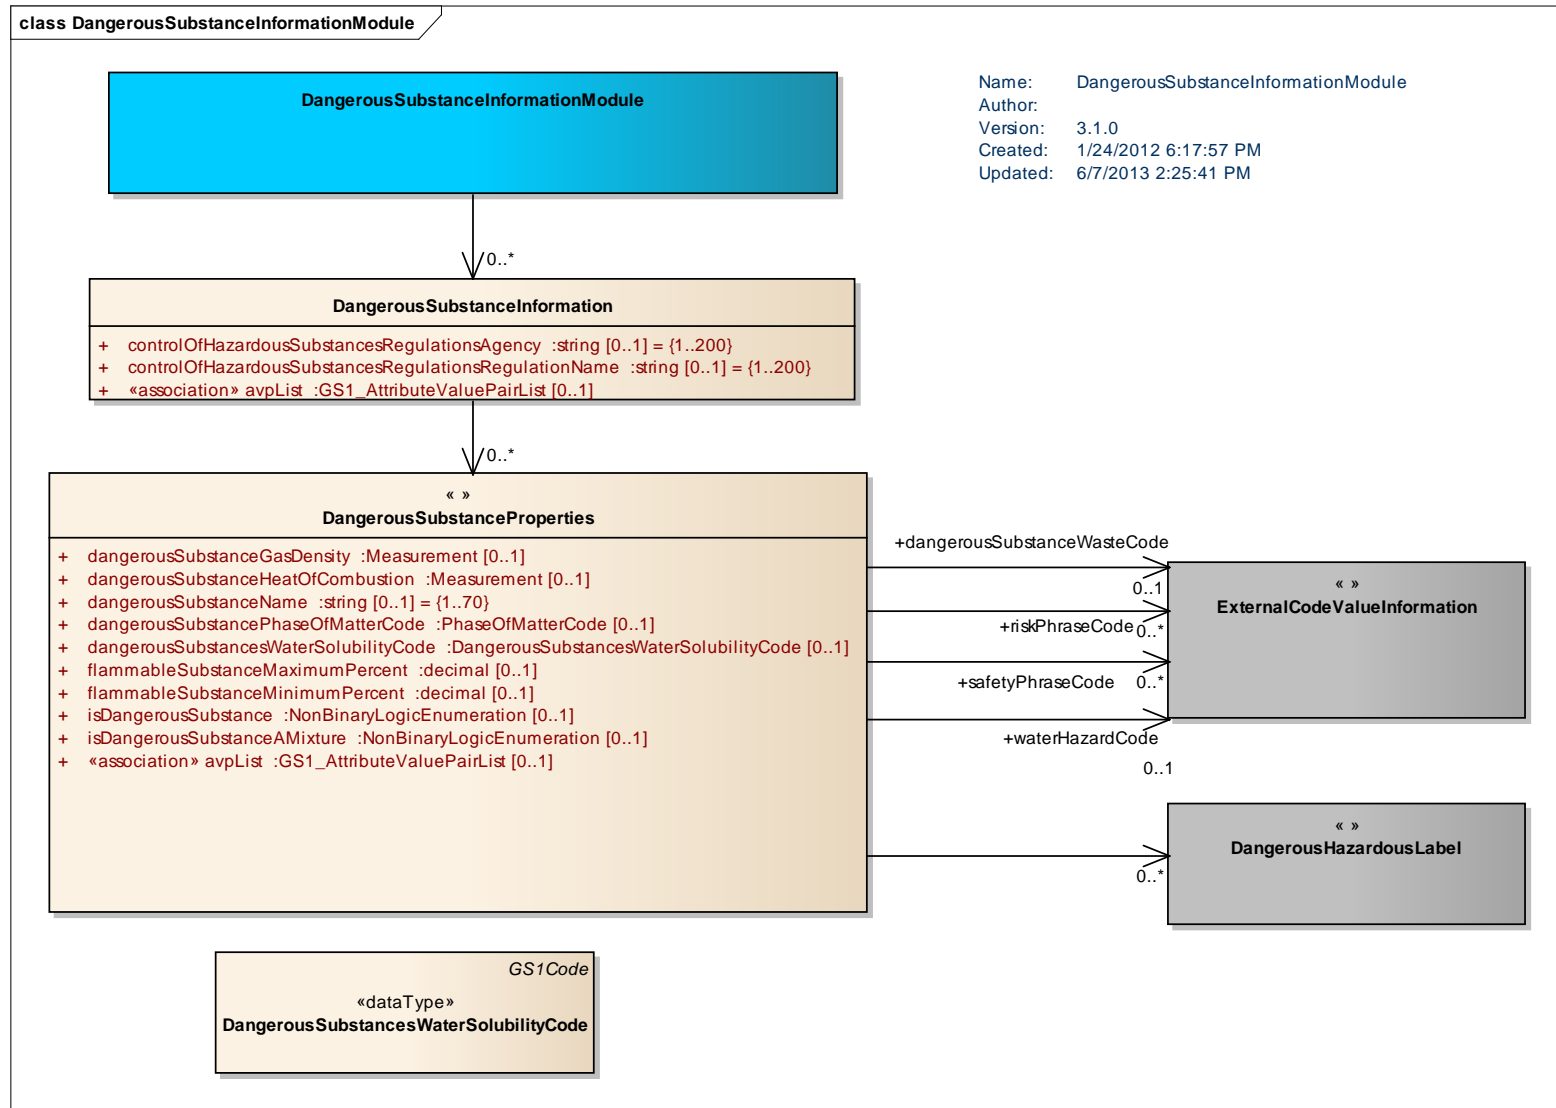 class DangerousSubstanceInformationModule
DangerousSubstanceInformationModule
Name: DangerousSubstanceInformationModule
Author:
Version: 3.1.0
Created: 1/24/2012 6:17:57 PM
Updated: 6/7/2013 2:25:41 PM
0..*
DangerousSubstanceInformation
+ controlOfHazardousSubstancesRegulationsAgency :string [0..1] = {1..200}
+ controlOfHazardousSubstancesRegulationsRegulationName :string [0..1] = {1..200}
+ «association» avpList :GS1_AttributeValuePairList [0..1]
0..*
« »
DangerousSubstanceProperties
+ dangerousSubstanceGasDensity :Measurement [0..1]
+ dangerousSubstanceHeatOfCombustion :Measurement [0..1]
+ dangerousSubstanceName :string [0..1] = {1..70}
+ dangerousSubstancePhaseOfMatterCode :PhaseOfMatterCode [0..1]
+ dangerousSubstancesWaterSolubilityCode :DangerousSubstancesWaterSolubilityCode [0..1]
+ flammableSubstanceMaximumPercent :decimal [0..1]
+ flammableSubstanceMinimumPercent :decimal [0..1]
+ isDangerousSubstance :NonBinaryLogicEnumeration [0..1]
+ isDangerousSubstanceAMixture :NonBinaryLogicEnumeration [0..1]
+ «association» avpList :GS1_AttributeValuePairList [0..1]
+dangerousSubstanceWasteCode
0..1
+riskPhraseCode 0..*
+safetyPhraseCode 0..*
+waterHazardCode
0..1
« »
ExternalCodeValueInformation
« »
DangerousHazardousLabel
0..*
GS1Code
«dataType»
DangerousSubstancesWaterSolubilityCode